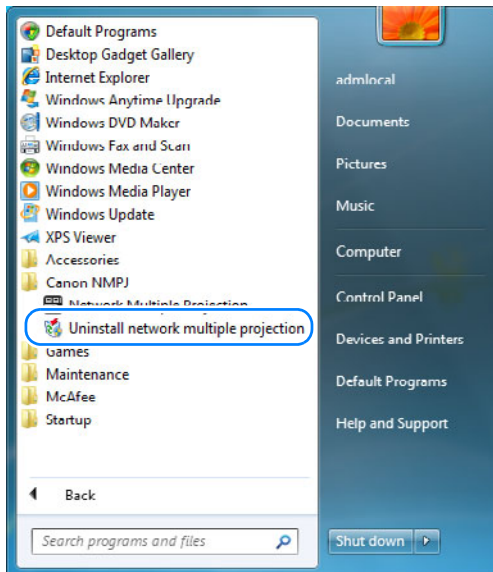 Default Programs
Desktop Gadget Gallery
Internet Explorer
Windows Anytime Upgrade
Windows DVD Maker
Windows Fax and Scan
Windows Media Center
Windows Media Player
Windows Update
XPS Viewer
Accessories
Canon NMPJ
Network Multiple Projection
Uninstall network multiple projection
Games
Maintenance
McAfee
Startup
Back
Search programs and files
admlocal
Documents
Pictures
Music
Computer
Control Panel
Devices and Printers
Default Programs
Help and Support
Shut down